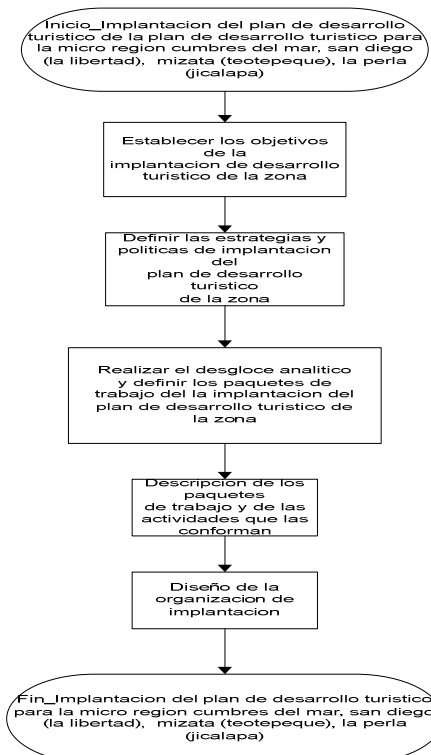 Inicio_Implantacion del plan de desarrollo
turistico de la plan de desarrollo turistico para
la micro region cumbres del mar, san diego
(la libertad),  mizata (teotepeque), la perla
(jicalapa)
Establecer los objetivos
de la
implantacion de desarrollo
turistico de la zona
Definir las estrategias y
politicas de implantacion
del
plan de desarrollo
turistico
de la zona
Realizar el desgloce analitico
y definir los paquetes de
trabajo del la implantacion del
plan de desarrollo turistico de
la zona
Descripcion de los
paquetes
de trabajo y de las
actividades que las
conforman
Diseño de la
organizacion de
implantacion
Fin_Implantacion del plan de desarrollo turistico
para la micro region cumbres del mar, san diego
(la libertad),  mizata (teotepeque), la perla
(jicalapa)